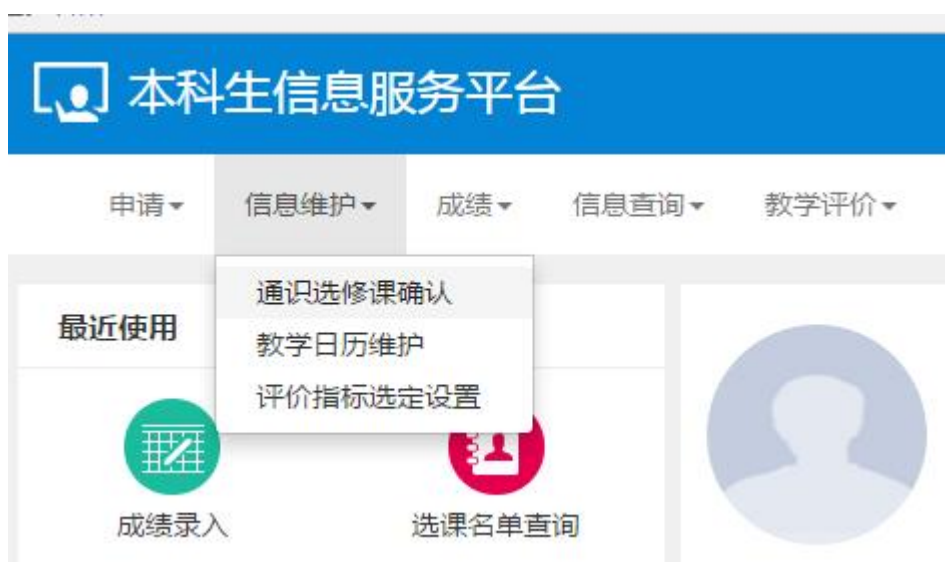 本科生信息服务平台
申请 信息维护 成绩 信息查询 教学评价
通识选修课确认
最近使用
教学日历维护
评价指标选定设置
成绩录入 选课名单查询